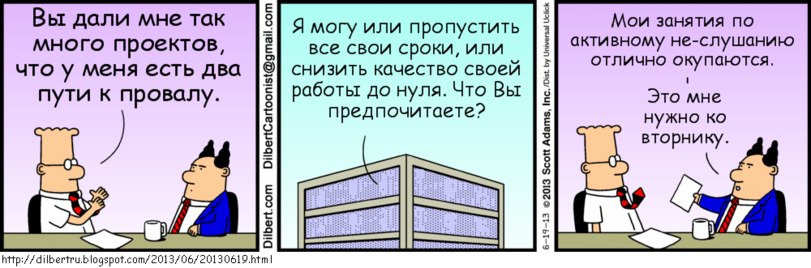 Вы дали мне так
много проектов,
что у меня есть два
пути к провалу.
Dilbert.com DilbertCartoonist@gmail.com
Я могу или пропустить
все свои сроки, или
снизить качество своей
работы до нуля. Что Вы
предпочитаете?
6-19-13 ©2013 Scott Adams, Inc. /Dist. by Universal Uclick
Мои занятия по
активному не-слушанию
отлично окупаются.
Это мне
нужно ко
вторнику.
http://dilbertru.blogspot.com/2013/06/20130619.html